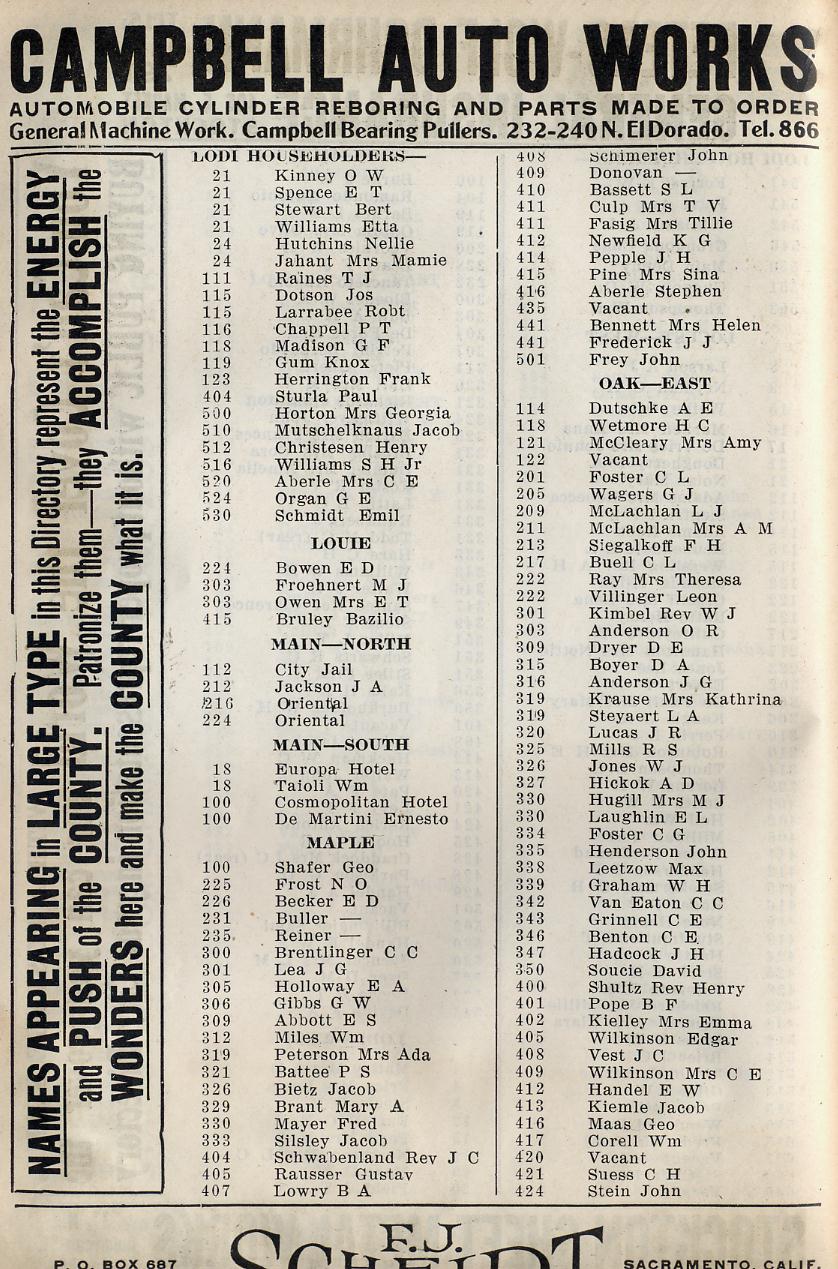 CAMPBELL AUTO WORKS
AUTOMOBILE CYLINDER REBORING AND PARTS MADE TO ORDER
General Machine Work. Campbell Bearing Pullers. 232-240 N. El Dorado. Tel. 866
NAMES APPEARING in LARGE TYPE in this Directory represent the ENERGY
and PUSH of the COUNTY. Patronize them—they ACCOMPLISH the
WONDERS here and make the COUNTY what it is.
LODI HOUSEHOLDERS—
21 Kinney O W
21 Spence E T
21 Stewart Bert
21 Williams Etta
24 Hutchins Nellie
24 Jahant Mrs Mamie
111 Raines T J
115 Dotson Jos
115 Larrabee Robt
116 Chappell P T
118 Madison G F
119 Gum Knox
123 Herrington Frank
404 Sturla Paul
500 Horton Mrs Georgia
510 Mutschelknaus Jacob
512 Christesen Henry
516 Williams S H Jr
520 Aberle Mrs C E
524 Organ G E
530 Schmidt Emil
LOUIE
224 Bowen E D
303 Froehnert M J
303 Owen Mrs E T
415 Bruley Bazilio
MAIN—NORTH
112 City Jail
212 Jackson J A
216 Oriental
224 Oriental
MAIN—SOUTH
18 Europa Hotel
18 Taioli Wm
100 Cosmopolitan Hotel
100 De Martini Ernesto
MAPLE
100 Shafer Geo
225 Frost N O
226 Becker E D
231 Buller —
235 Reiner —
300 Brentlinger C C
301 Lea J G
305 Holloway E A
306 Gibbs G W
309 Abbott E S
312 Miles Wm
319 Peterson Mrs Ada
321 Battee P S
326 Bietz Jacob
329 Brant Mary A
330 Mayer Fred
333 Silsley Jacob
404 Schwabenland Rev J C
405 Rausser Gustav
407 Lowry B A
408 Schimerer John
409 Donovan —
410 Bassett S L
411 Culp Mrs T V
411 Fasig Mrs Tillie
412 Newfield K G
414 Pepple J H
415 Pine Mrs Sina
416 Aberle Stephen
435 Vacant
441 Bennett Mrs Helen
441 Frederick J J
501 Frey John
OAK—EAST
114 Dutschke A E
118 Wetmore H C
121 McCleary Mrs Amy
122 Vacant
201 Foster C L
205 Wagers G J
209 McLachlan L J
211 McLachlan Mrs A M
213 Siegalkoff F H
217 Buell C L
222 Ray Mrs Theresa
222 Villinger Leon
301 Kimbel Rev W J
303 Anderson O R
309 Dryer D E
315 Boyer D A
316 Anderson J G
319 Krause Mrs Kathrina
319 Steyaert L A
320 Lucas J R
325 Mills R S
326 Jones W J
327 Hickok A D
330 Hugill Mrs M J
330 Laughlin E L
334 Foster C G
335 Henderson John
338 Leetzow Max
339 Graham W H
342 Van Eaton C C
343 Grinnell C E
346 Benton C E
347 Hadcock J H
350 Soucie David
400 Shultz Rev Henry
401 Pope B F
402 Kielley Mrs Emma
405 Wilkinson Edgar
408 Vest J C
409 Wilkinson Mrs C E
412 Handel E W
413 Kiemle Jacob
416 Maas Geo
417 Corell Wm
420 Vacant
421 Suess C H
424 Stein John
F.J.
SCHEIDT
P. O. BOX 687 SACRAMENTO, CALIF.